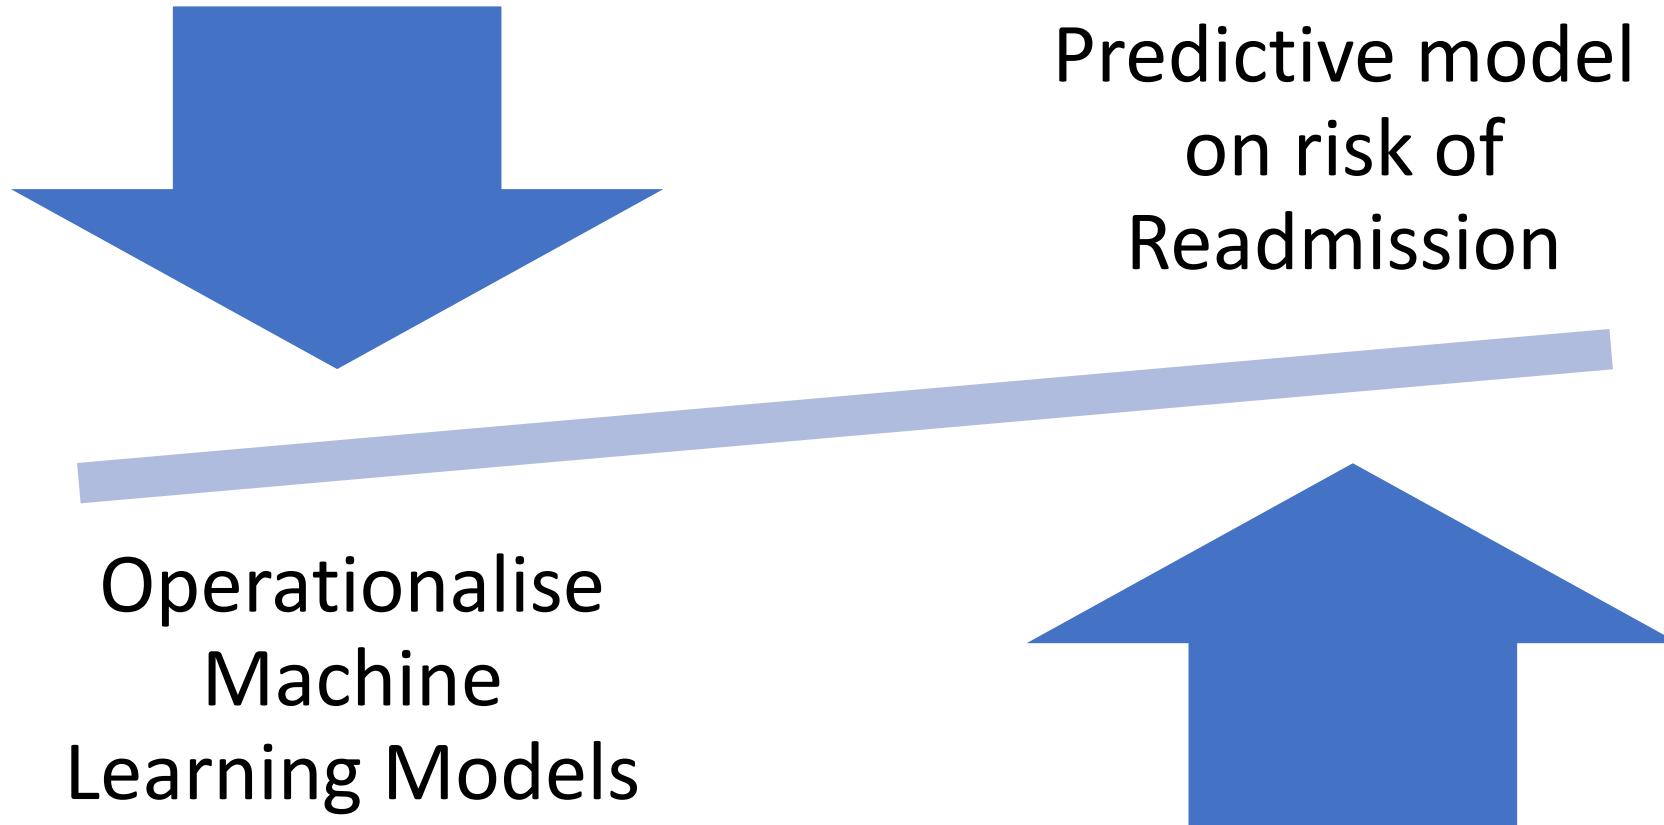 Predictive model
on risk of
Readmission
Operationalise
Machine
Learning Models